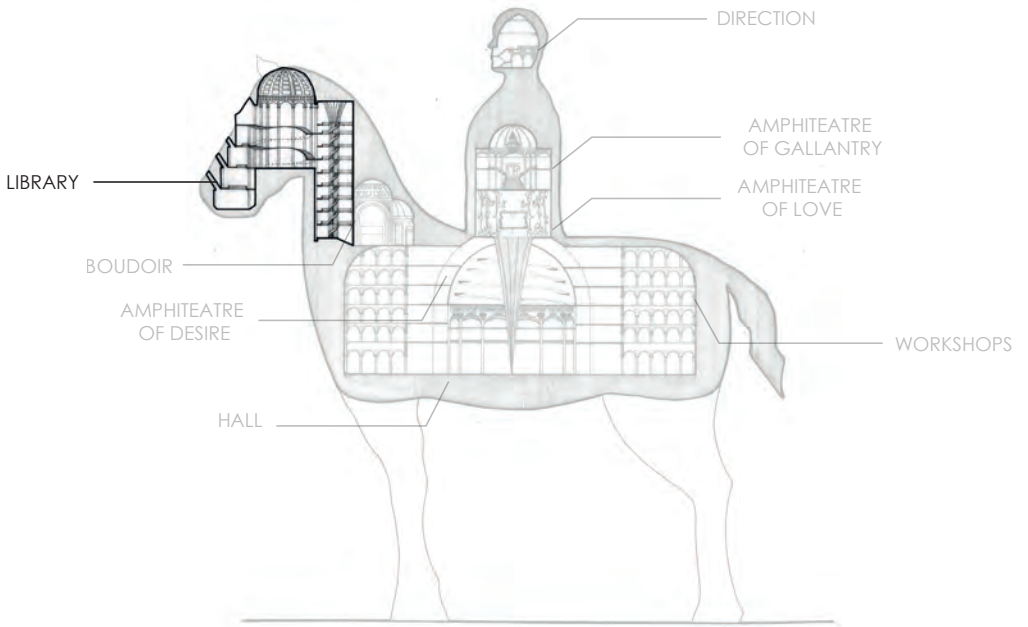 DIRECTION
AMPHITEATRE
OF GALLANTRY
LIBRARY
AMPHITEATRE
OF LOVE
BOUDOIR
AMPHITEATRE
OF DESIRE
WORKSHOPS
HALL